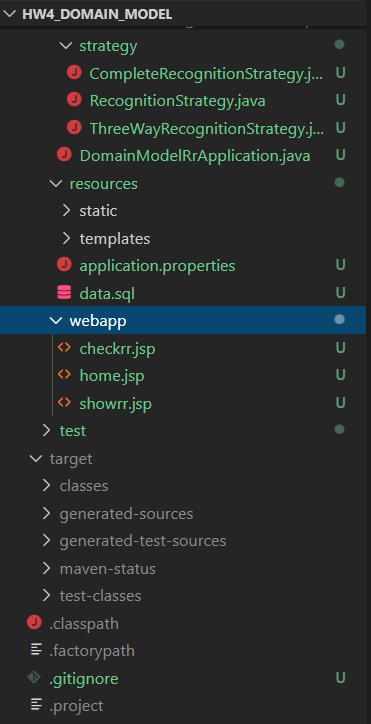 HW4_DOMAIN_MODEL
strategy
CompleteRecognitionStrategy.j... U
RecognitionStrategy.java U
ThreeWayRecognitionStrategy.j... U
DomainModelRrApplication.java U
resources
static
templates
application.properties U
data.sql U
webapp
checkrr.jsp U
home.jsp U
showrr.jsp U
test
target
classes
generated-sources
generated-test-sources
maven-status
test-classes
.classpath
.factorypath
.gitignore U
.project